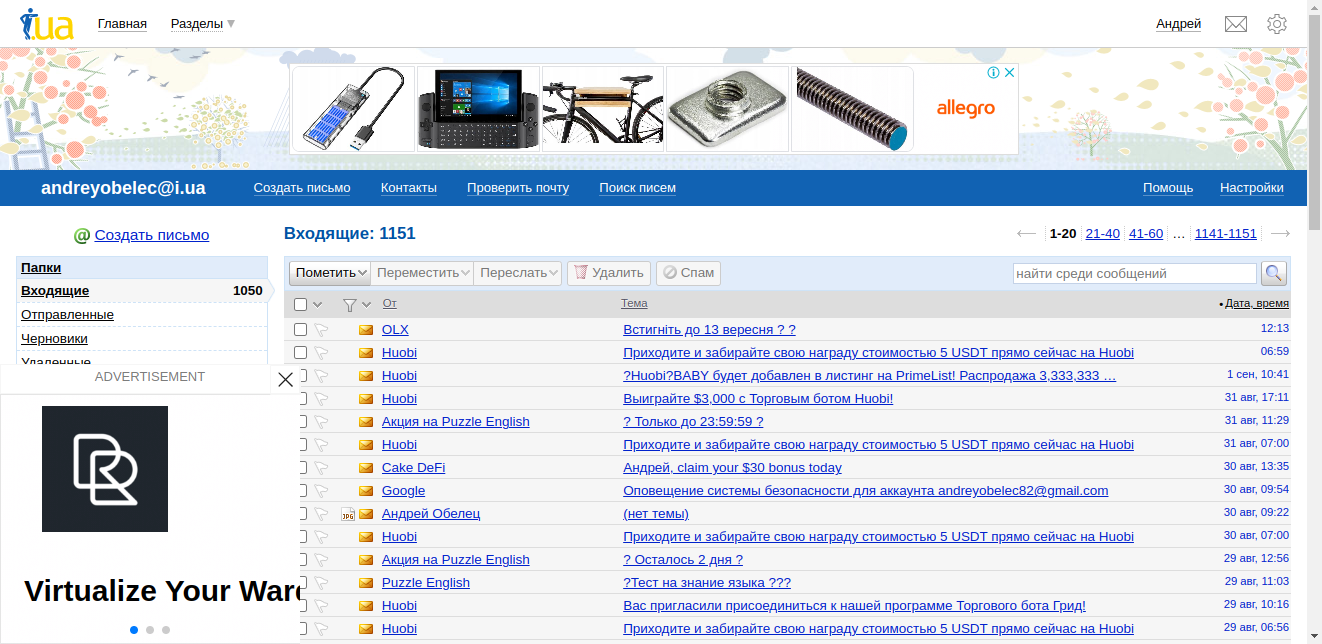 .ua Главная Разделы Андрей
allegro
andreyobelec@i.ua Создать письмо Контакты Проверить почту Поиск писем Помощь Настройки
@ Создать письмо
Папки
Входящие 1050
Отправленные
Черновики
Удаленные
Входящие: 1151 1-20 21-40 41-60 … 1141-1151
Пометить Переместить Переслать Удалить Спам найти среди сообщений
От Тема • Дата, время
OLX Встигніть до 13 вересня ? ? 12:13
Huobi Приходите и забирайте свою награду стоимостью 5 USDT прямо сейчас на Huobi 06:59
Huobi ?Huobi?BABY будет добавлен в листинг на PrimeList! Распродажа 3,333,333 … 1 сен, 10:41
Huobi Выиграйте $3,000 с Торговым ботом Huobi! 31 авг, 17:11
Акция на Puzzle English ? Только до 23:59:59 ? 31 авг, 11:29
Huobi Приходите и забирайте свою награду стоимостью 5 USDT прямо сейчас на Huobi 31 авг, 07:00
Cake DeFi Андрей, claim your $30 bonus today 30 авг, 13:35
Google Оповещение системы безопасности для аккаунта andreyobelec82@gmail.com 30 авг, 09:54
JPG Андрей Обелец (нет темы) 30 авг, 09:22
Huobi Приходите и забирайте свою награду стоимостью 5 USDT прямо сейчас на Huobi 30 авг, 07:00
Акция на Puzzle English ? Осталось 2 дня ? 29 авг, 12:56
Puzzle English ?Тест на знание языка ??? 29 авг, 11:03
Huobi Вас пригласили присоединиться к нашей программе Торгового бота Грид! 29 авг, 10:16
Huobi Приходите и забирайте свою награду стоимостью 5 USDT прямо сейчас на Huobi 29 авг, 06:56
ADVERTISEMENT
Virtualize Your